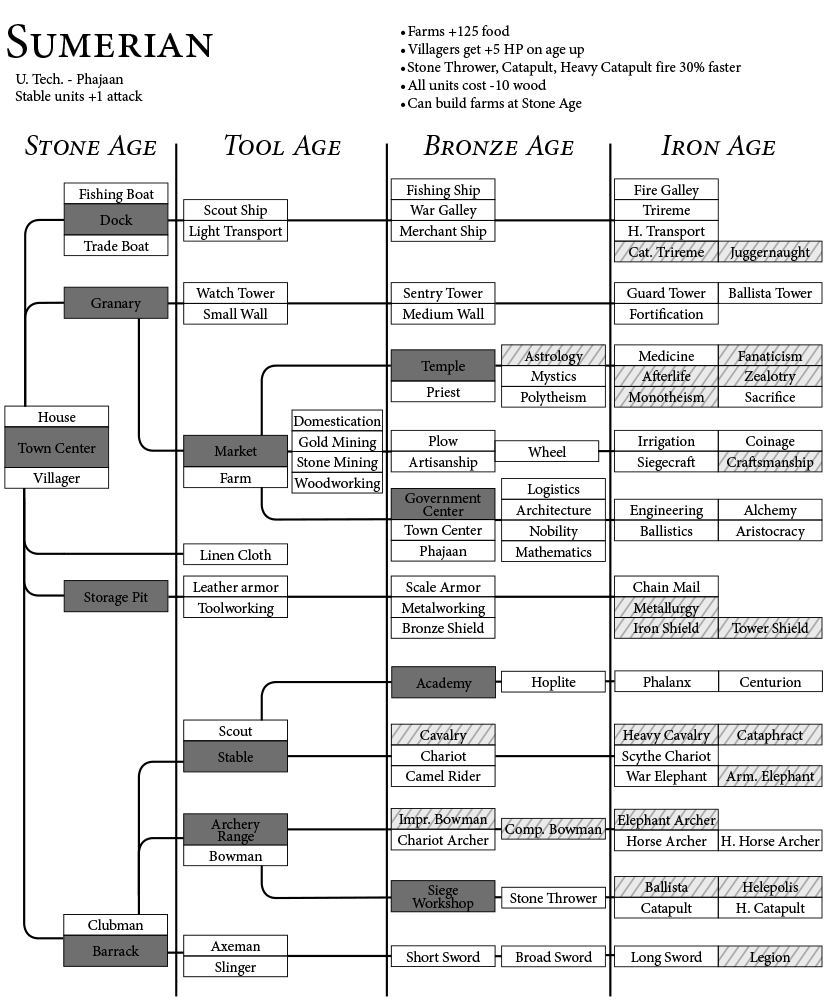 SUMERIAN
U. Tech. - Phajaan
Stable units +1 attack
• Farms +125 food
• Villagers get +5 HP on age up
• Stone Thrower, Catapult, Heavy Catapult fire 30% faster
• All units cost -10 wood
• Can build farms at Stone Age
STONE AGE
TOOL AGE
BRONZE AGE
IRON AGE
Fishing Boat
Dock
Trade Boat
Scout Ship
Light Transport
Fishing Ship
War Galley
Merchant Ship
Fire Galley
Trireme
H. Transport
Cat. Trireme
Juggernaught
Granary
Watch Tower
Small Wall
Sentry Tower
Medium Wall
Guard Tower
Ballista Tower
Fortification
Temple
Priest
Astrology
Mystics
Polytheism
Medicine
Fanaticism
Afterlife
Zealotry
Monotheism
Sacrifice
House
Town Center
Villager
Market
Farm
Domestication
Gold Mining
Stone Mining
Woodworking
Plow
Artisanship
Wheel
Irrigation
Coinage
Siegecraft
Craftsmanship
Government
Center
Town Center
Phajaan
Logistics
Architecture
Nobility
Mathematics
Engineering
Alchemy
Ballistics
Aristocracy
Linen Cloth
Storage Pit
Leather armor
Toolworking
Scale Armor
Metalworking
Bronze Shield
Chain Mail
Metallurgy
Iron Shield
Tower Shield
Academy
Hoplite
Phalanx
Centurion
Scout
Stable
Cavalry
Chariot
Camel Rider
Heavy Cavalry
Cataphract
Scythe Chariot
War Elephant
Arm. Elephant
Archery
Range
Bowman
Impr. Bowman
Chariot Archer
Comp. Bowman
Elephant Archer
Horse Archer
H. Horse Archer
Siege
Workshop
Stone Thrower
Ballista
Helepolis
Catapult
H. Catapult
Clubman
Barrack
Axeman
Slinger
Short Sword
Broad Sword
Long Sword
Legion